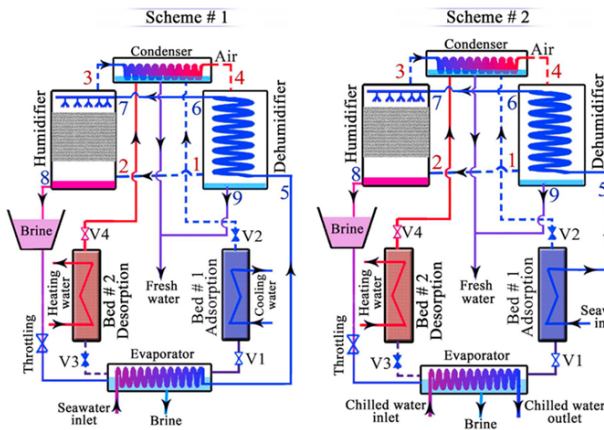 Scheme # 1
Condenser
Air
3
4
Humidifier
7
6
Dehumidifier
2
1
8
9
5
Brine
V4
V2
Heating water
Bed # 2 Desorption
Fresh water
Bed # 1 Adsorption
Cooling water
Throttling
V3
V1
Evaporator
Seawater inlet
Brine
Scheme # 2
Condenser
Air
3
4
Humidifier
7
6
Dehumidifier
2
1
8
9
5
Brine
V4
V2
Heating water
Bed # 2 Desorption
Fresh water
Bed # 1 Adsorption
Throttling
V3
V1
Evaporator
Chilled water inlet
Brine
Chilled water outlet